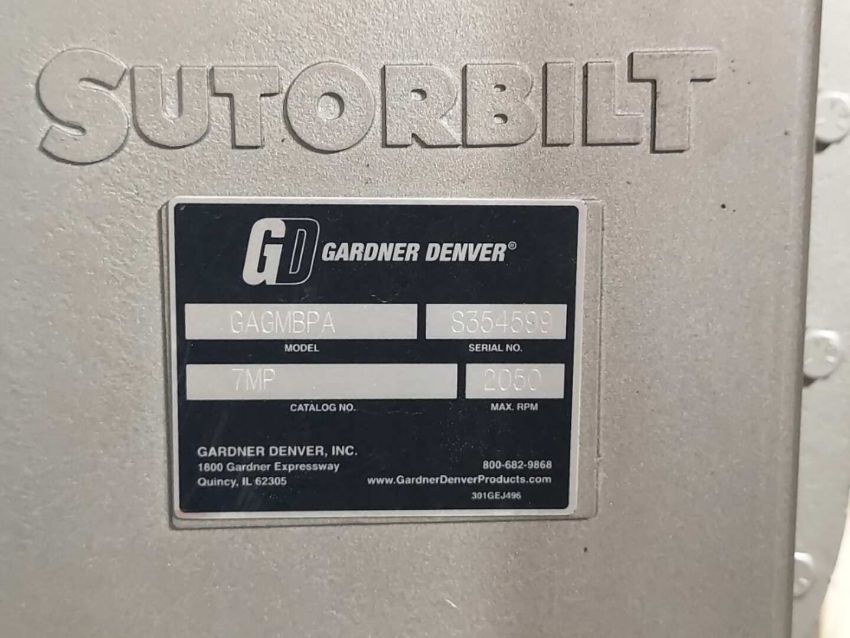 SUTORBILT
GD GARDNER DENVER®
GAGMBPA S354599
MODEL SERIAL NO.
7MP 2050
CATALOG NO. MAX. RPM
GARDNER DENVER, INC.
1800 Gardner Expressway 800-682-9868
Quincy, IL 62305 www.GardnerDenverProducts.com
301GEJ496